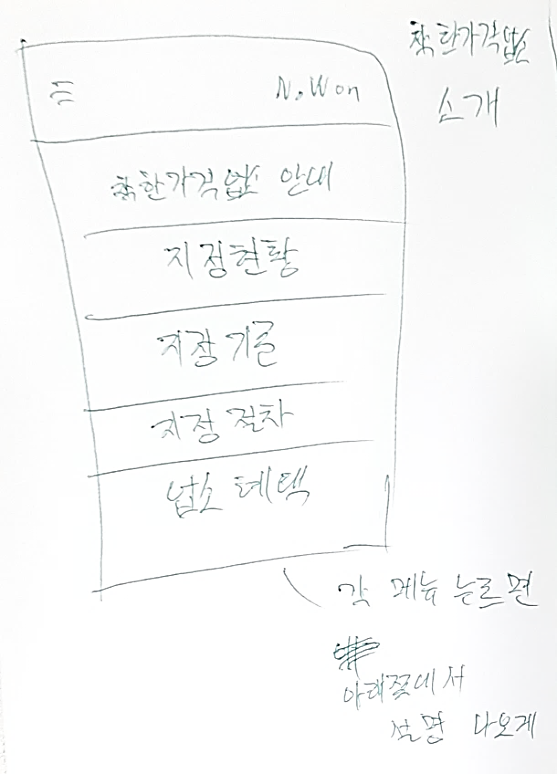 착한가격업소
소개
N.Won
착한가격업소 안내
지정현황
지정기준
지정 절차
업소 혜택
각 메뉴 누르면
아래쪽에서
설명 나오게